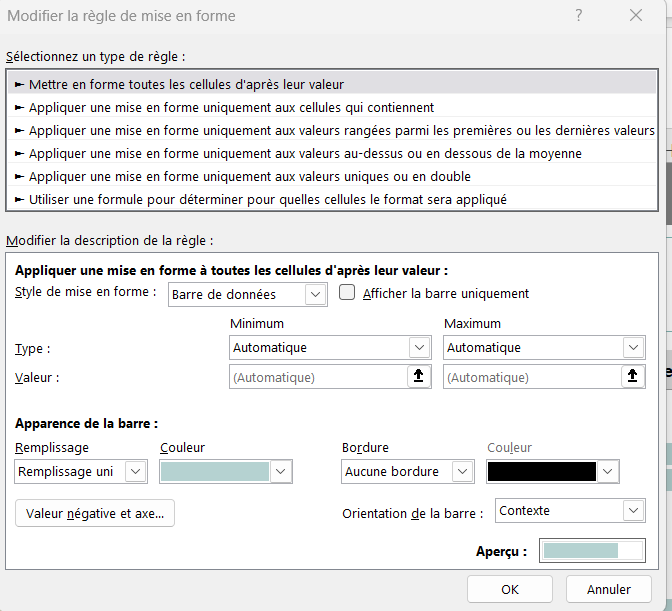 Modifier la règle de mise en forme ?
Sélectionnez un type de règle :
► Mettre en forme toutes les cellules d'après leur valeur
► Appliquer une mise en forme uniquement aux cellules qui contiennent
► Appliquer une mise en forme uniquement aux valeurs rangées parmi les premières ou les dernières valeurs
► Appliquer une mise en forme uniquement aux valeurs au-dessus ou en dessous de la moyenne
► Appliquer une mise en forme uniquement aux valeurs uniques ou en double
► Utiliser une formule pour déterminer pour quelles cellules le format sera appliqué
Modifier la description de la règle :
Appliquer une mise en forme à toutes les cellules d'après leur valeur :
Style de mise en forme : Barre de données Afficher la barre uniquement
Minimum Maximum
Type : Automatique Automatique
Valeur : (Automatique) (Automatique)
Apparence de la barre :
Remplissage Couleur Bordure Couleur
Remplissage uni Aucune bordure
Valeur négative et axe... Orientation de la barre : Contexte
Aperçu :
OK Annuler